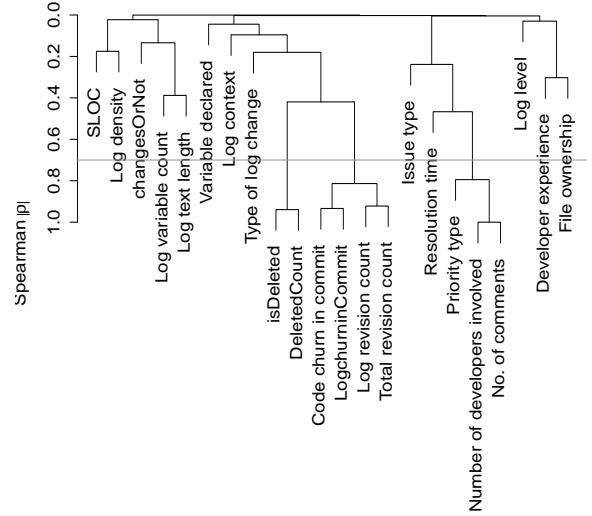 Spearman |ρ|
0.0
0.2
0.4
0.6
0.8
1.0
SLOC
Log density
changesOrNot
Log variable count
Log text length
Variable declared
Log context
Type of log change
isDeleted
DeletedCount
Code churn in commit
LogchurninCommit
Log revision count
Total revision count
Issue type
Resolution time
Priority type
Number of developers involved
No. of comments
Log level
Developer experience
File ownership